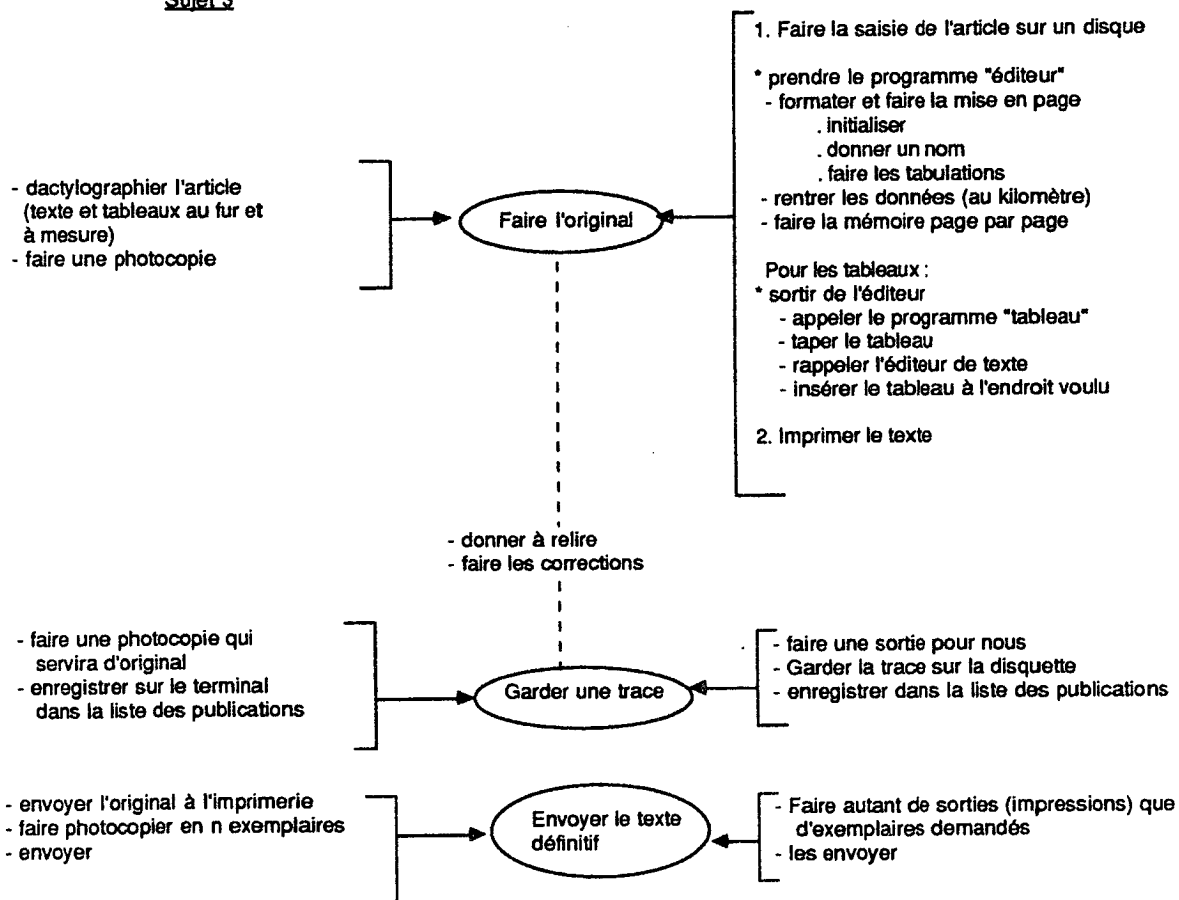 Sujet 3
1. Faire la saisie de l'article sur un disque
* prendre le programme "éditeur"
- formater et faire la mise en page
. initialiser
. donner un nom
. faire les tabulations
- rentrer les données (au kilomètre)
- faire la mémoire page par page
Pour les tableaux :
* sortir de l'éditeur
- appeler le programme "tableau"
- taper le tableau
- rappeler l'éditeur de texte
- insérer le tableau à l'endroit voulu
2. Imprimer le texte
- dactylographier l'article
(texte et tableaux au fur et
à mesure)
- faire une photocopie
Faire l'original
- donner à relire
- faire les corrections
- faire une photocopie qui
servira d'original
- enregistrer sur le terminal
dans la liste des publications
Garder une trace
- faire une sortie pour nous
- Garder la trace sur la disquette
- enregistrer dans la liste des publications
- envoyer l'original à l'imprimerie
- faire photocopier en n exemplaires
- envoyer
Envoyer le texte
définitif
- Faire autant de sorties (impressions) que
d'exemplaires demandés
- les envoyer